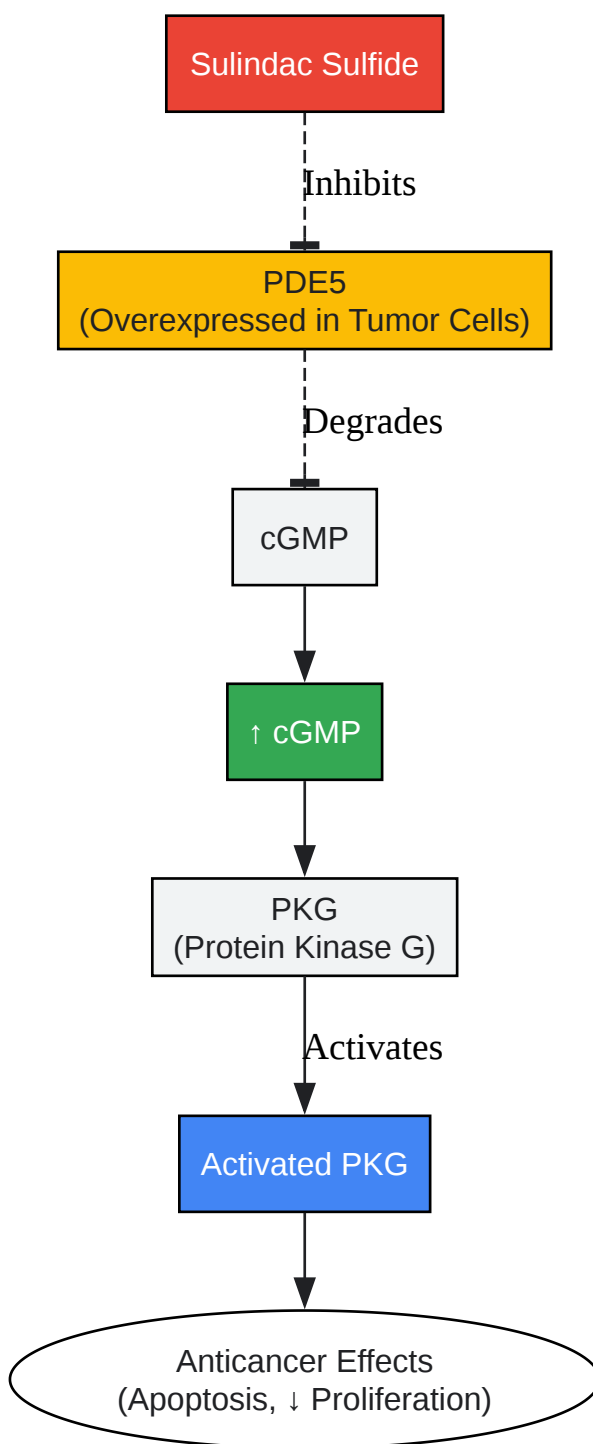 Sulindac Sulfide
Inhibits
PDE5
(Overexpressed in Tumor Cells)
Degrades
cGMP
↑ cGMP
PKG
(Protein Kinase G)
Activates
Activated PKG
Anticancer Effects
(Apoptosis, ↓ Proliferation)